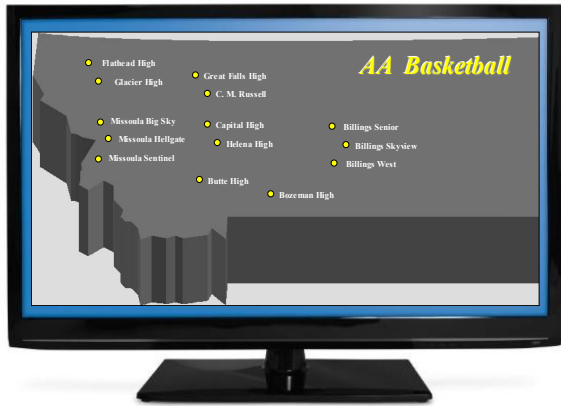 AA Basketball
Flathead High
Glacier High
Great Falls High
C. M. Russell
Missoula Big Sky
Missoula Hellgate
Missoula Sentinel
Capital High
Helena High
Billings Senior
Billings Skyview
Billings West
Butte High
Bozeman High